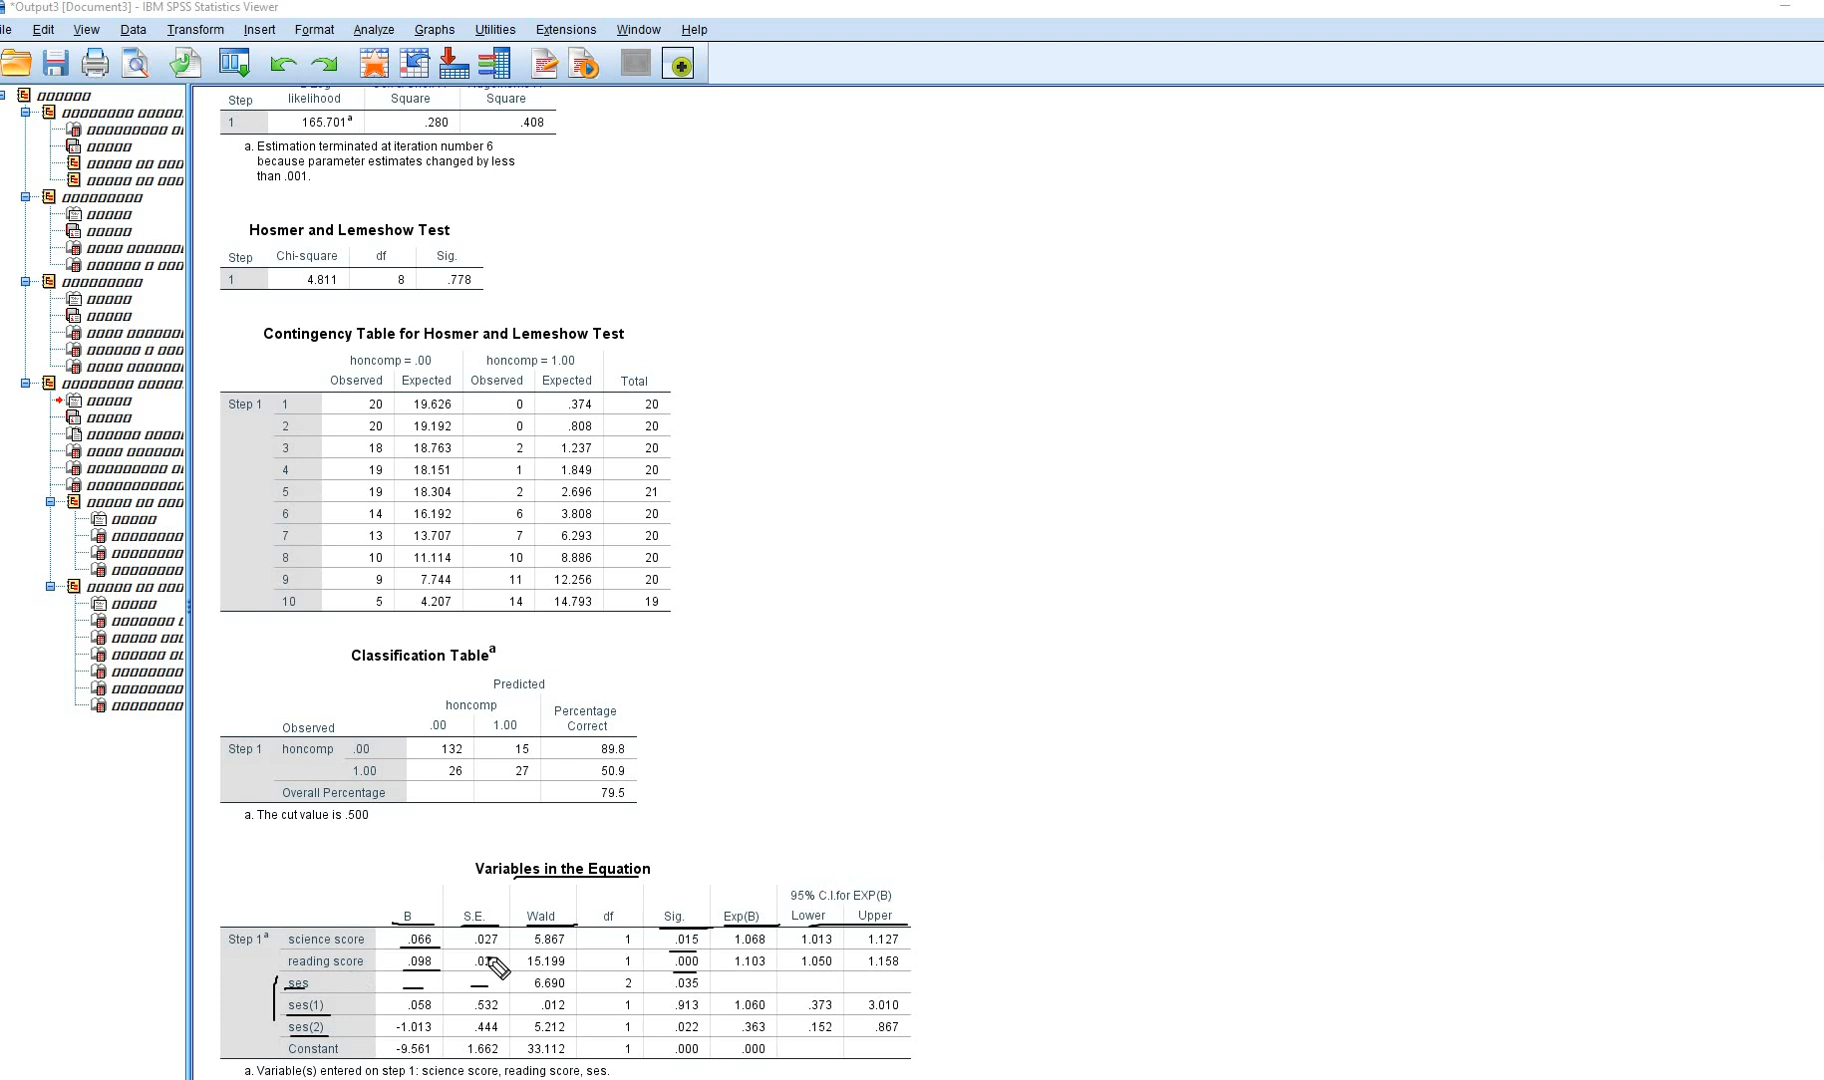 *Output3 [Document3] - IBM SPSS Statistics Viewer
Edit View Data Transform Insert Format Analyze Graphs Utilities Extensions Window Help
Step likelihood Square Square
1 165.701a .280 .408
a. Estimation terminated at iteration number 6
because parameter estimates changed by less
than .001.
Hosmer and Lemeshow Test
Step Chi-square df Sig.
1 4.811 8 .778
Contingency Table for Hosmer and Lemeshow Test
honcomp = .00 honcomp = 1.00
Observed Expected Observed Expected Total
Step 1 1 20 19.626 0 .374 20
2 20 19.192 0 .808 20
3 18 18.763 2 1.237 20
4 19 18.151 1 1.849 20
5 19 18.304 2 2.696 21
6 14 16.192 6 3.808 20
7 13 13.707 7 6.293 20
8 10 11.114 10 8.886 20
9 9 7.744 11 12.256 20
10 5 4.207 14 14.793 19
Classification Tablea
Predicted
honcomp Percentage
Observed .00 1.00 Correct
Step 1 honcomp .00 132 15 89.8
1.00 26 27 50.9
Overall Percentage 79.5
a. The cut value is .500
Variables in the Equation
95% C.I.for EXP(B)
B S.E. Wald df Sig. Exp(B) Lower Upper
Step 1a science score .066 .027 5.867 1 .015 1.068 1.013 1.127
reading score .098 15.199 1 .000 1.103 1.050 1.158
ses 6.690 2 .035
ses(1) .058 .532 .012 1 .913 1.060 .373 3.010
ses(2) -1.013 .444 5.212 1 .022 .363 .152 .867
Constant -9.561 1.662 33.112 1 .000 .000
a. Variable(s) entered on step 1: science score, reading score, ses.